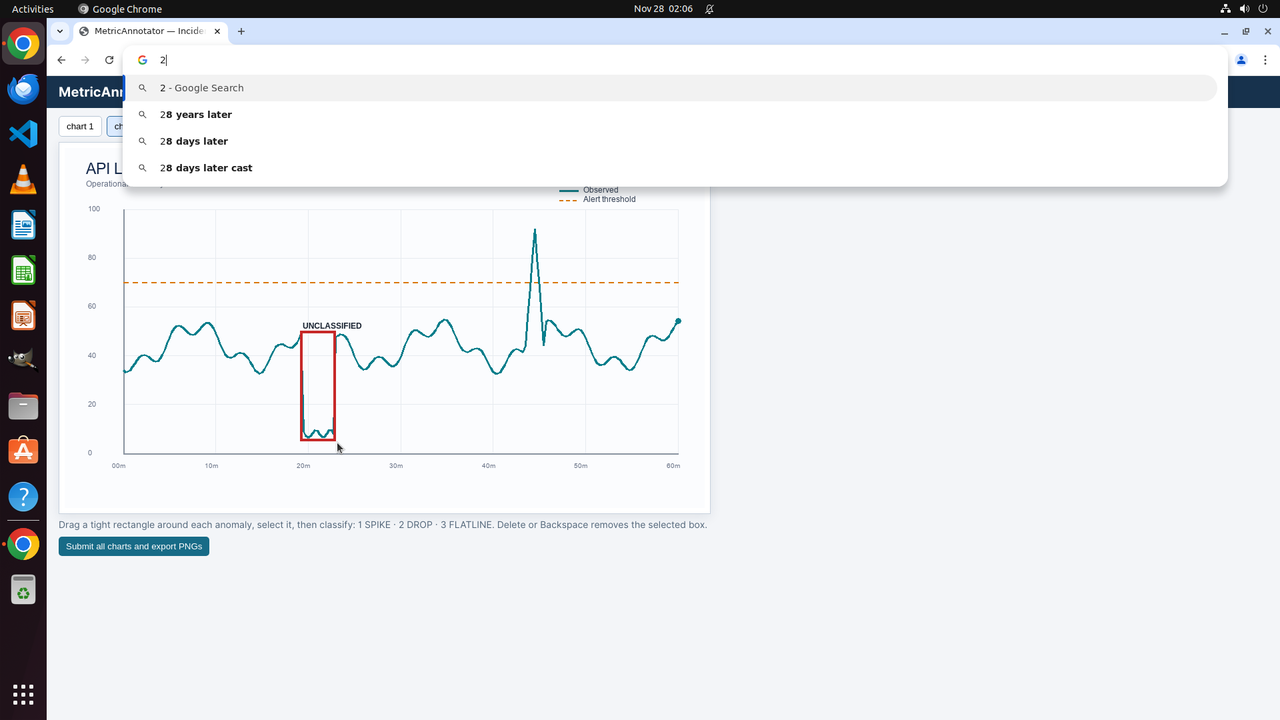 Activities
Google Chrome
Nov 28 02:06
MetricAnnotator — Incide
2
2 - Google Search
28 years later
28 days later
28 days later cast
MetricAnn
chart 1
ch
API L
Operational
Observed
Alert threshold
100
80
60
40
20
0
UNCLASSIFIED
00m 10m 20m 30m 40m 50m 60m
Drag a tight rectangle around each anomaly, select it, then classify: 1 SPIKE · 2 DROP · 3 FLATLINE. Delete or Backspace removes the selected box.
Submit all charts and export PNGs